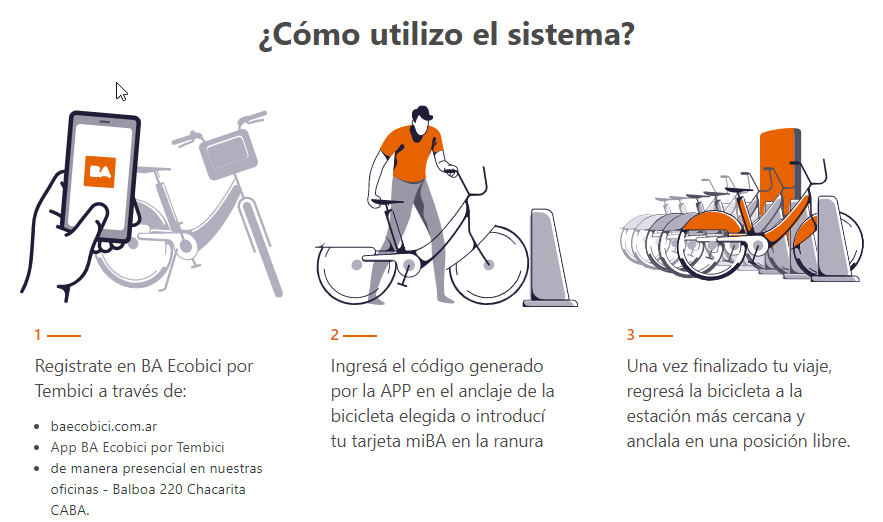 ¿Cómo utilizo el sistema?
BA
1
Registrate en BA Ecobici por
Tembici a través de:
baecobici.com.ar
App BA Ecobici por Tembici
de manera presencial en nuestras
oficinas - Balboa 220 Chacarita
CABA.
2
Ingresá el código generado
por la APP en el anclaje de la
bicicleta elegida o introducí
tu tarjeta miBA en la ranura
3
Una vez finalizado tu viaje,
regresá la bicicleta a la
estación más cercana y
anclala en una posición libre.